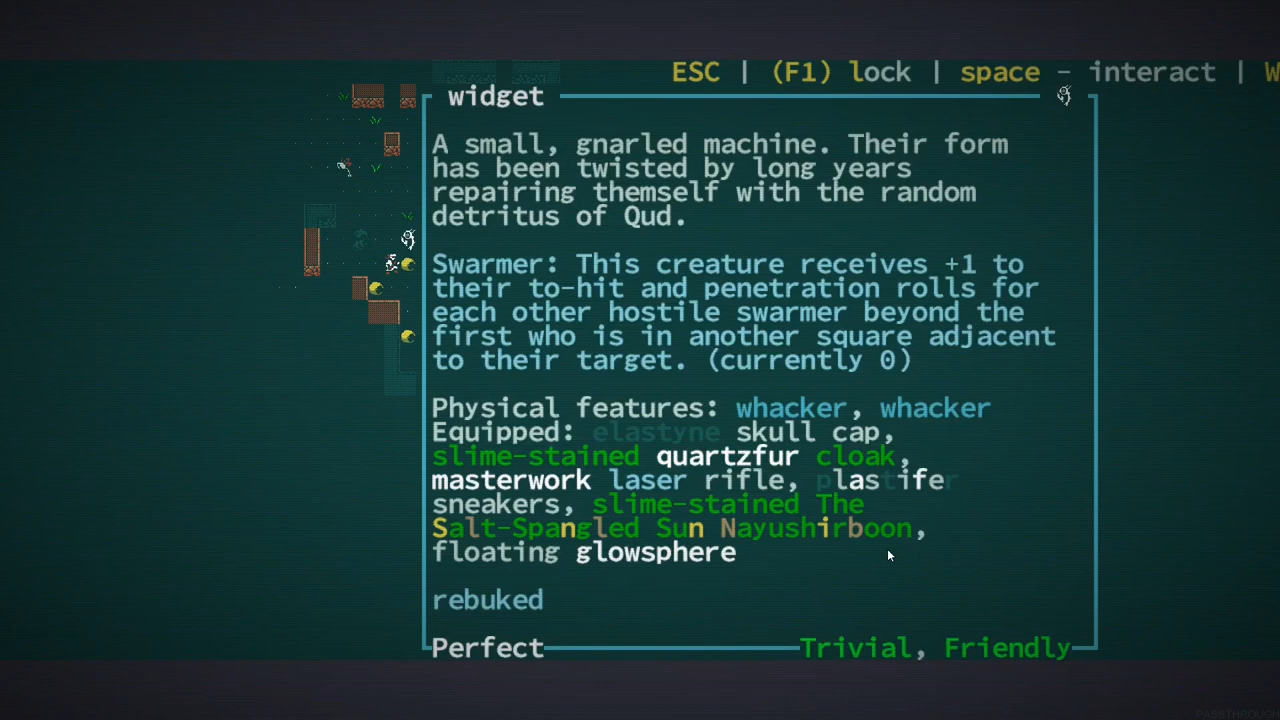 ESC | (F1) lock | space - interact | W
widget
A small, gnarled machine. Their form
has been twisted by long years
repairing themself with the random
detritus of Qud.
Swarmer: This creature receives +1 to
their to-hit and penetration rolls for
each other hostile swarmer beyond the
first who is in another square adjacent
to their target. (currently 0)
Physical features: whacker, whacker
Equipped: elastyne skull cap,
slime-stained quartzfur cloak,
masterwork laser rifle, plastifer
sneakers, slime-stained The
Salt-Spangled Sun Nayushirboon,
floating glowsphere
rebuked
Perfect Trivial, Friendly
PASSTHROUGH